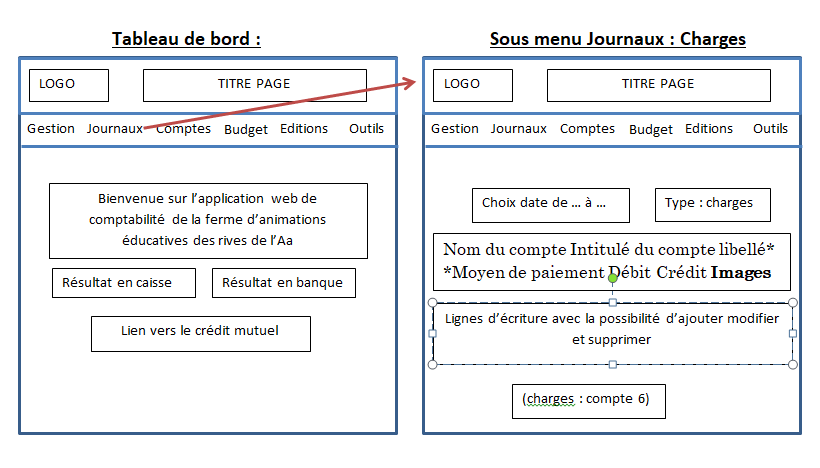 Tableau de bord :
LOGO
TITRE PAGE
Gestion Journaux Comptes Budget Editions Outils
Bienvenue sur l’application web de
comptabilité de la ferme d’animations
éducatives des rives de l’Aa
Résultat en caisse
Résultat en banque
Lien vers le crédit mutuel
Sous menu Journaux : Charges
LOGO
TITRE PAGE
Gestion Journaux Comptes Budget Editions Outils
Choix date de … à …
Type : charges
Nom du compte Intitulé du compte libellé*
*Moyen de paiement Débit Crédit Images
Lignes d’écriture avec la possibilité d’ajouter modifier
et supprimer
(charges : compte 6)